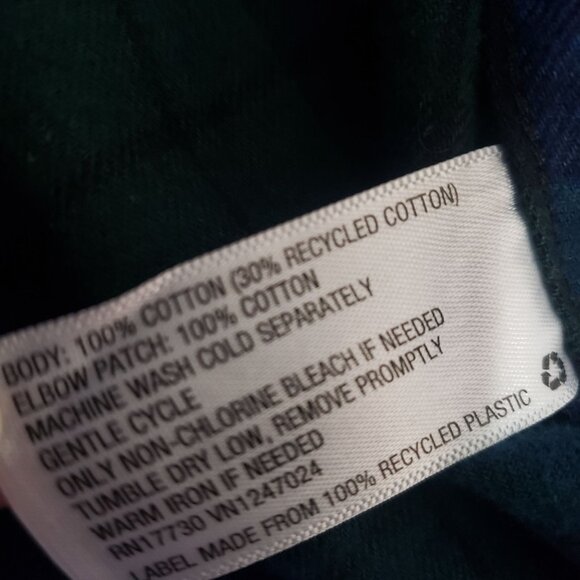 BODY: 100% COTTON (30% RECYCLED COTTON)
ELBOW PATCH: 100% COTTON
MACHINE WASH COLD SEPARATELY
GENTLE CYCLE
ONLY NON-CHLORINE BLEACH IF NEEDED
TUMBLE DRY LOW, REMOVE PROMPTLY
WARM IRON IF NEEDED
RN17730 VN1247024
LABEL MADE FROM 100% RECYCLED PLASTIC